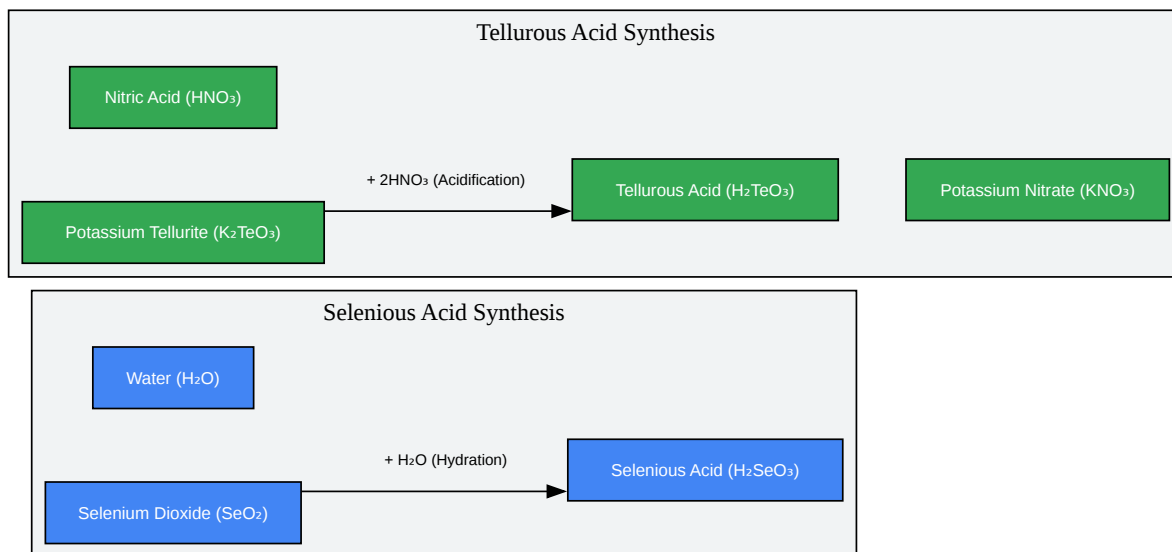 Tellurous Acid Synthesis
Nitric Acid (HNO₃)
+ 2HNO₃ (Acidification)
Tellurous Acid (H₂TeO₃)
Potassium Nitrate (KNO₃)
Potassium Tellurite (K₂TeO₃)
Selenious Acid Synthesis
Water (H₂O)
+ H₂O (Hydration)
Selenious Acid (H₂SeO₃)
Selenium Dioxide (SeO₂)